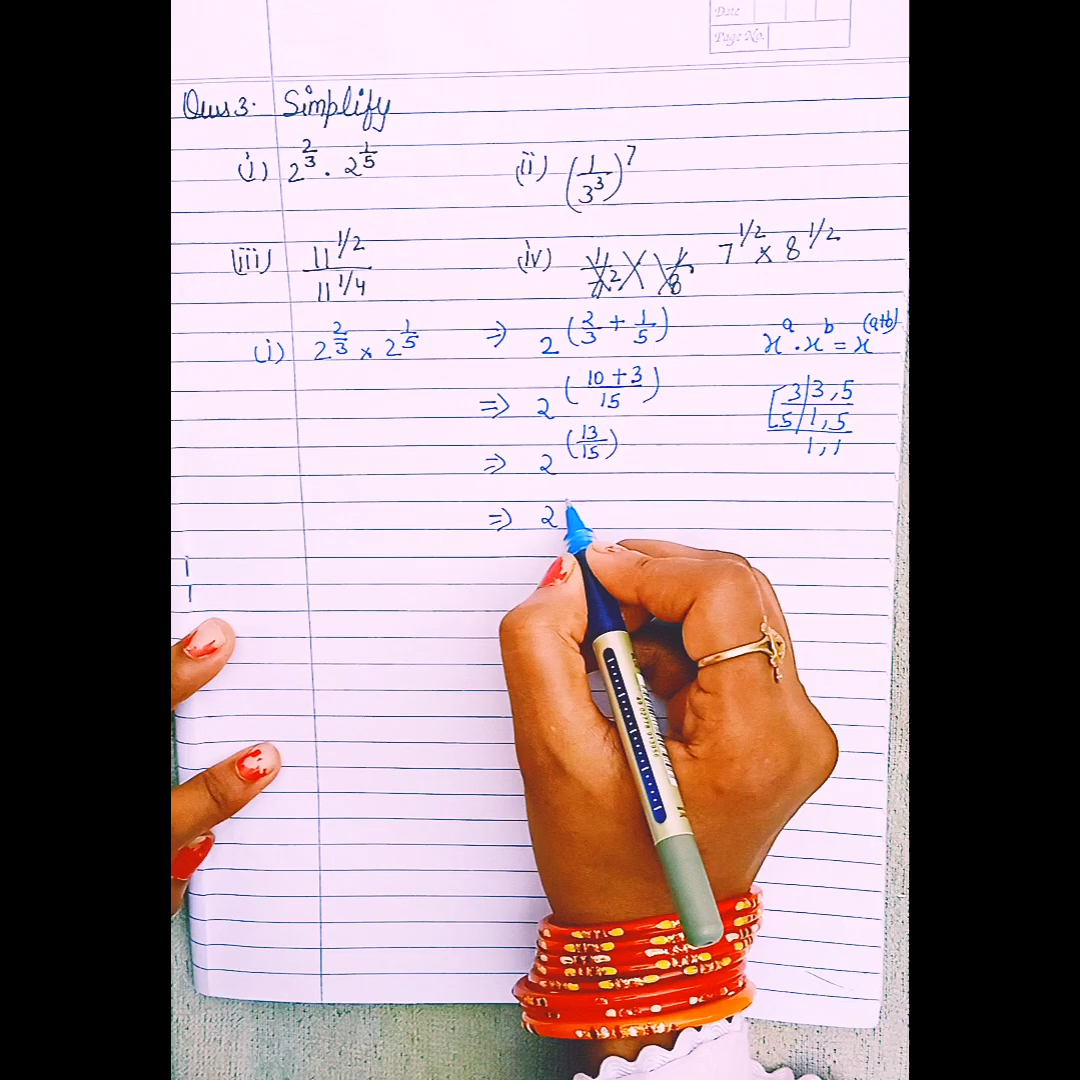 Date
Page No.
Ques 3. Simplify
(i) 2^(2/3) . 2^(1/5) (ii) (1/3^3)^7
(iii) 11^(1/2) / 11^(1/4) (iv) 7^(1/2) x 8^(1/2)
(i) 2^(2/3) x 2^(1/5) => 2^(2/3 + 1/5) x^a . x^b = x^(a+b)
=> 2^((10+3)/15) 3 | 3, 5
5 | 1, 5
=> 2^(13/15) 1, 1
=> 2